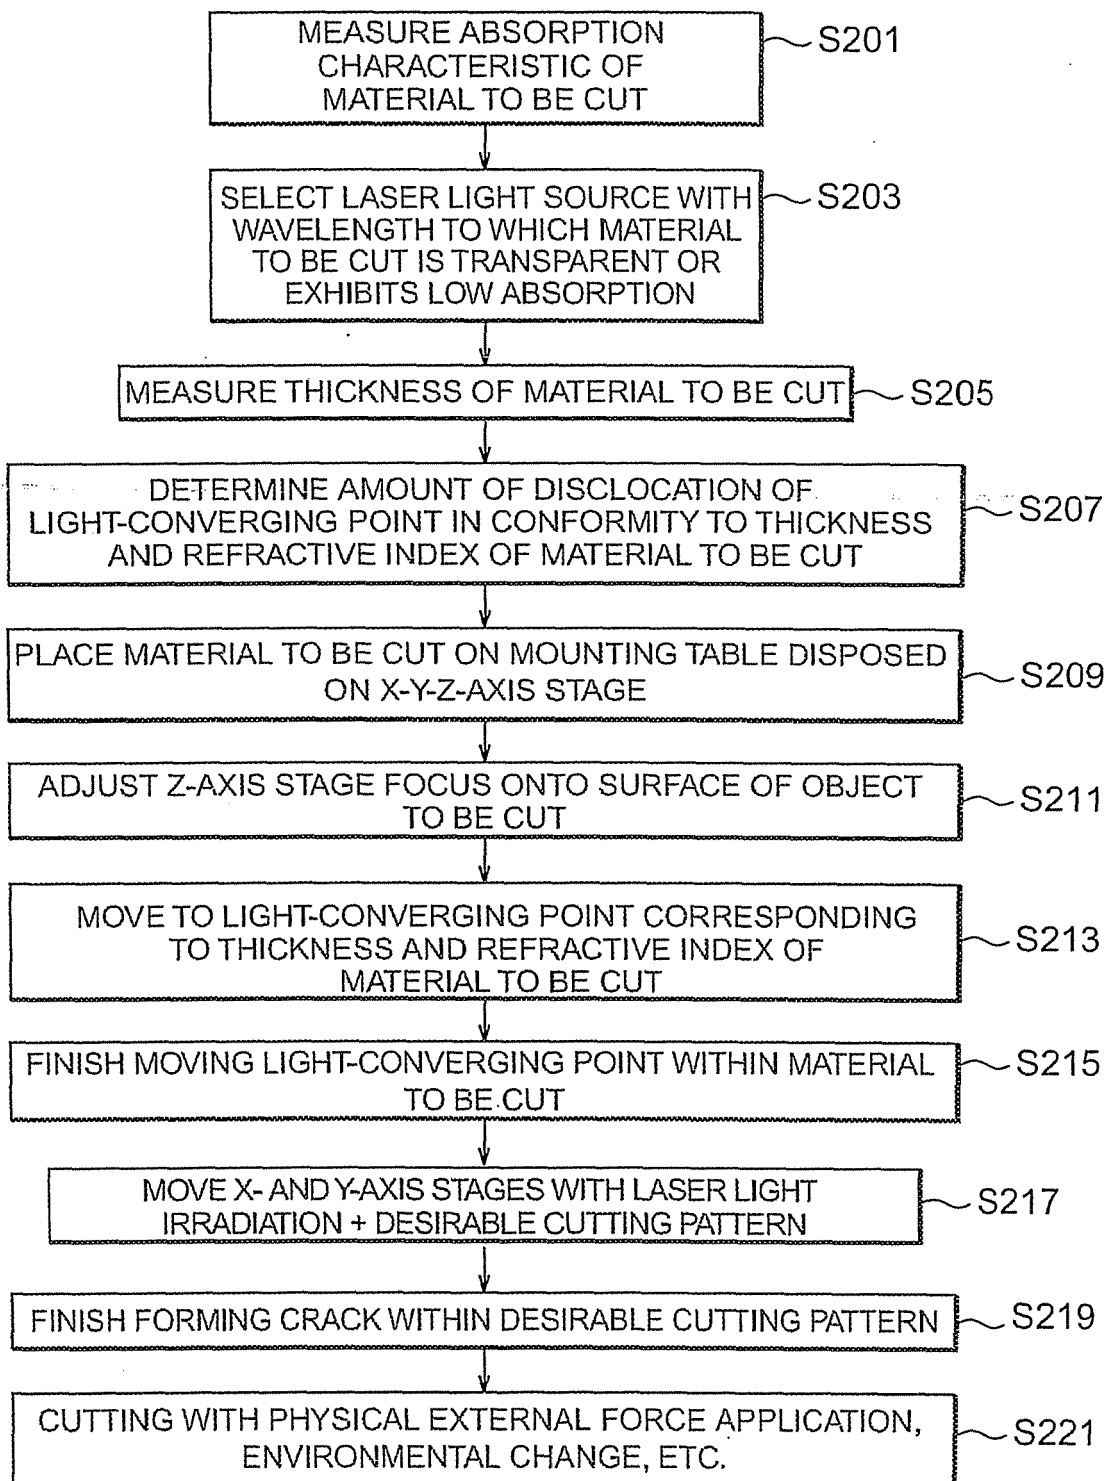 MEASURE ABSORPTION
CHARACTERISTIC OF
MATERIAL TO BE CUT
S201
SELECT LASER LIGHT SOURCE WITH
WAVELENGTH TO WHICH MATERIAL
TO BE CUT IS TRANSPARENT OR
EXHIBITS LOW ABSORPTION
S203
MEASURE THICKNESS OF MATERIAL TO BE CUT
S205
DETERMINE AMOUNT OF DISCLOCATION OF
LIGHT-CONVERGING POINT IN CONFORMITY TO THICKNESS
AND REFRACTIVE INDEX OF MATERIAL TO BE CUT
S207
PLACE MATERIAL TO BE CUT ON MOUNTING TABLE DISPOSED
ON X-Y-Z-AXIS STAGE
S209
ADJUST Z-AXIS STAGE FOCUS ONTO SURFACE OF OBJECT
TO BE CUT
S211
MOVE TO LIGHT-CONVERGING POINT CORRESPONDING
TO THICKNESS AND REFRACTIVE INDEX OF
MATERIAL TO BE CUT
S213
FINISH MOVING LIGHT-CONVERGING POINT WITHIN MATERIAL
TO BE CUT
S215
MOVE X- AND Y-AXIS STAGES WITH LASER LIGHT
IRRADIATION + DESIRABLE CUTTING PATTERN
S217
FINISH FORMING CRACK WITHIN DESIRABLE CUTTING PATTERN
S219
CUTTING WITH PHYSICAL EXTERNAL FORCE APPLICATION,
ENVIRONMENTAL CHANGE, ETC.
S221